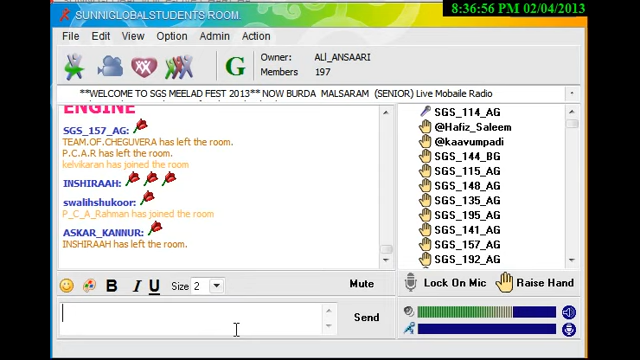 8:36:56 PM 02/04/2013
SUNNIGLOBALSTUDENTS ROOM.
File Edit View Option Admin Action
Owner: ALI_ANSAARI
Members 197
G
**WELCOME TO SGS MEELAD FEST 2013** NOW BURDA MALSARAM (SENIOR) Live Mobaile Radio
ENGINE
SGS_157_AG:
TEAM.OF.CHEGUVERA has left the room.
P.C.A.R has left the room.
kelvikaran has joined the room
INSHIRAAH:
swalihshukoor:
P_C_A_Rahman has joined the room
ASKAR_KANNUR:
INSHIRAAH has left the room.
SGS_114_AG
@Hafiz_Saleem
@kaavumpadi
SGS_144_BG
SGS_115_AG
SGS_148_AG
SGS_135_AG
SGS_195_AG
SGS_141_AG
SGS_157_AG
SGS_192_AG
B I U Size 2 Mute
Lock On Mic Raise Hand
Send